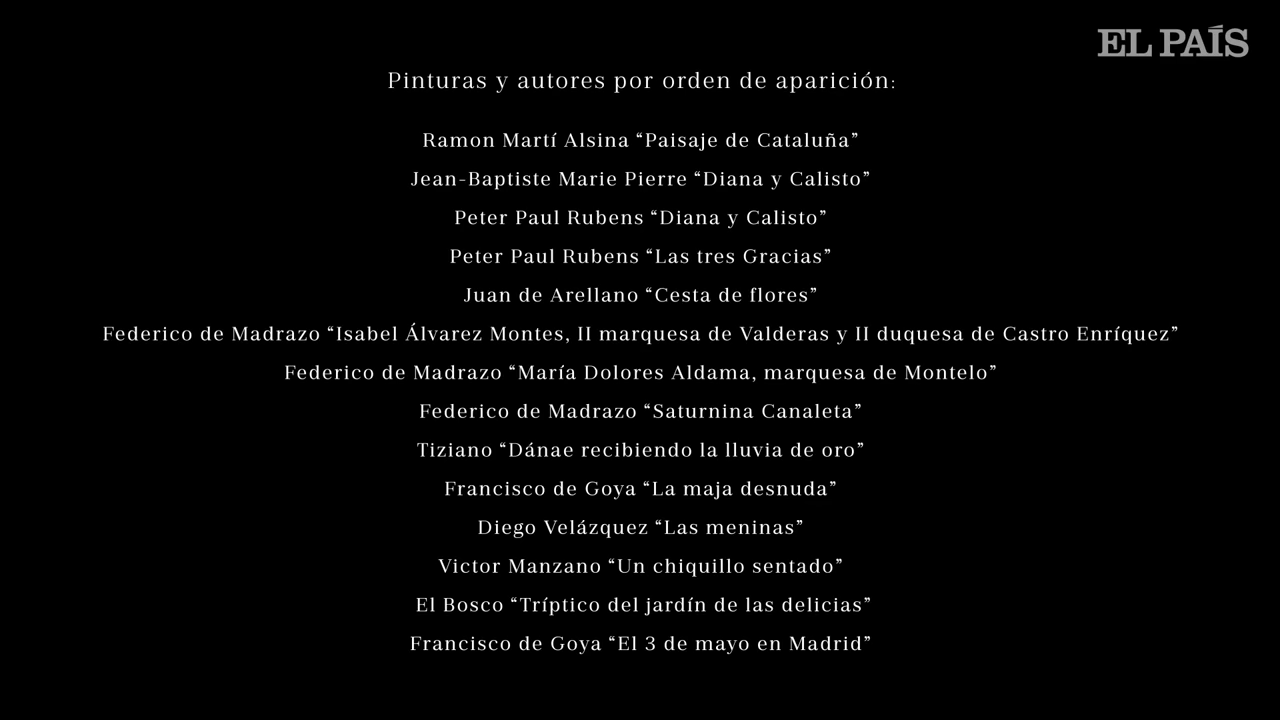 EL PAÍS
Pinturas y autores por orden de aparición:
Ramon Martí Alsina “Paisaje de Cataluña”
Jean-Baptiste Marie Pierre “Diana y Calisto”
Peter Paul Rubens “Diana y Calisto”
Peter Paul Rubens “Las tres Gracias”
Juan de Arellano “Cesta de flores”
Federico de Madrazo “Isabel Álvarez Montes, II marquesa de Valderas y II duquesa de Castro Enríquez”
Federico de Madrazo “María Dolores Aldama, marquesa de Montelo”
Federico de Madrazo “Saturnina Canaleta”
Tiziano “Dánae recibiendo la lluvia de oro”
Francisco de Goya “La maja desnuda”
Diego Velázquez “Las meninas”
Victor Manzano “Un chiquillo sentado”
El Bosco “Tríptico del jardín de las delicias”
Francisco de Goya “El 3 de mayo en Madrid”